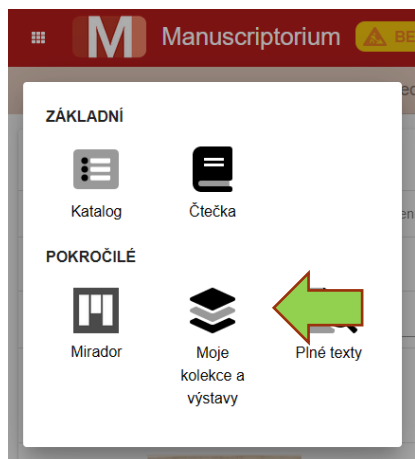 M Manuscriptorium BE
ZÁKLADNÍ
Katalog Čtečka
POKROČILÉ
Mirador Moje Plné texty
kolekce a
výstavy